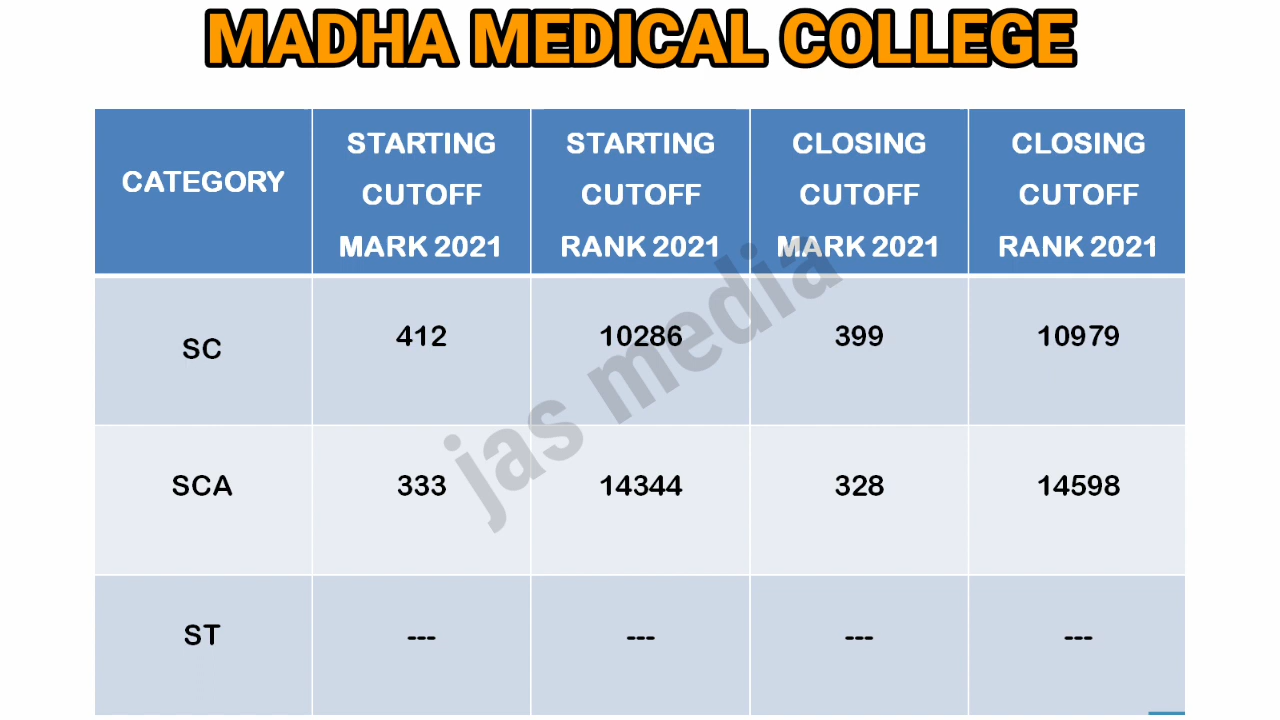 MADHA MEDICAL COLLEGE
CATEGORY
STARTING
CUTOFF
MARK 2021
STARTING
CUTOFF
RANK 2021
CLOSING
CUTOFF
MARK 2021
CLOSING
CUTOFF
RANK 2021
SC
412
10286
399
10979
SCA
333
14344
328
14598
ST
---
---
---
---
jas media